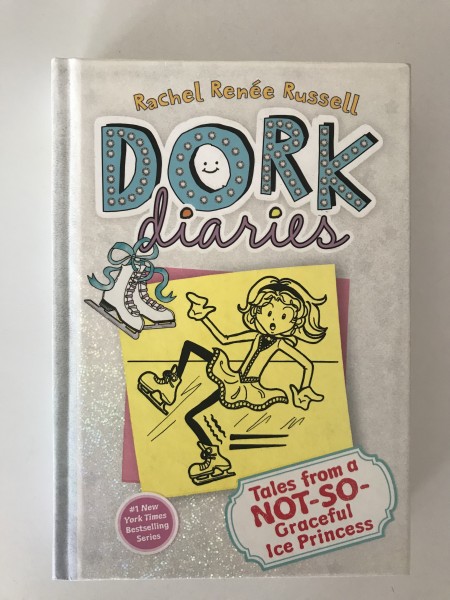 Rachel Renée Russell
DORK
diaries
Tales from a
NOT-SO-
Graceful
Ice Princess
#1 New
York Times
Bestselling
Series